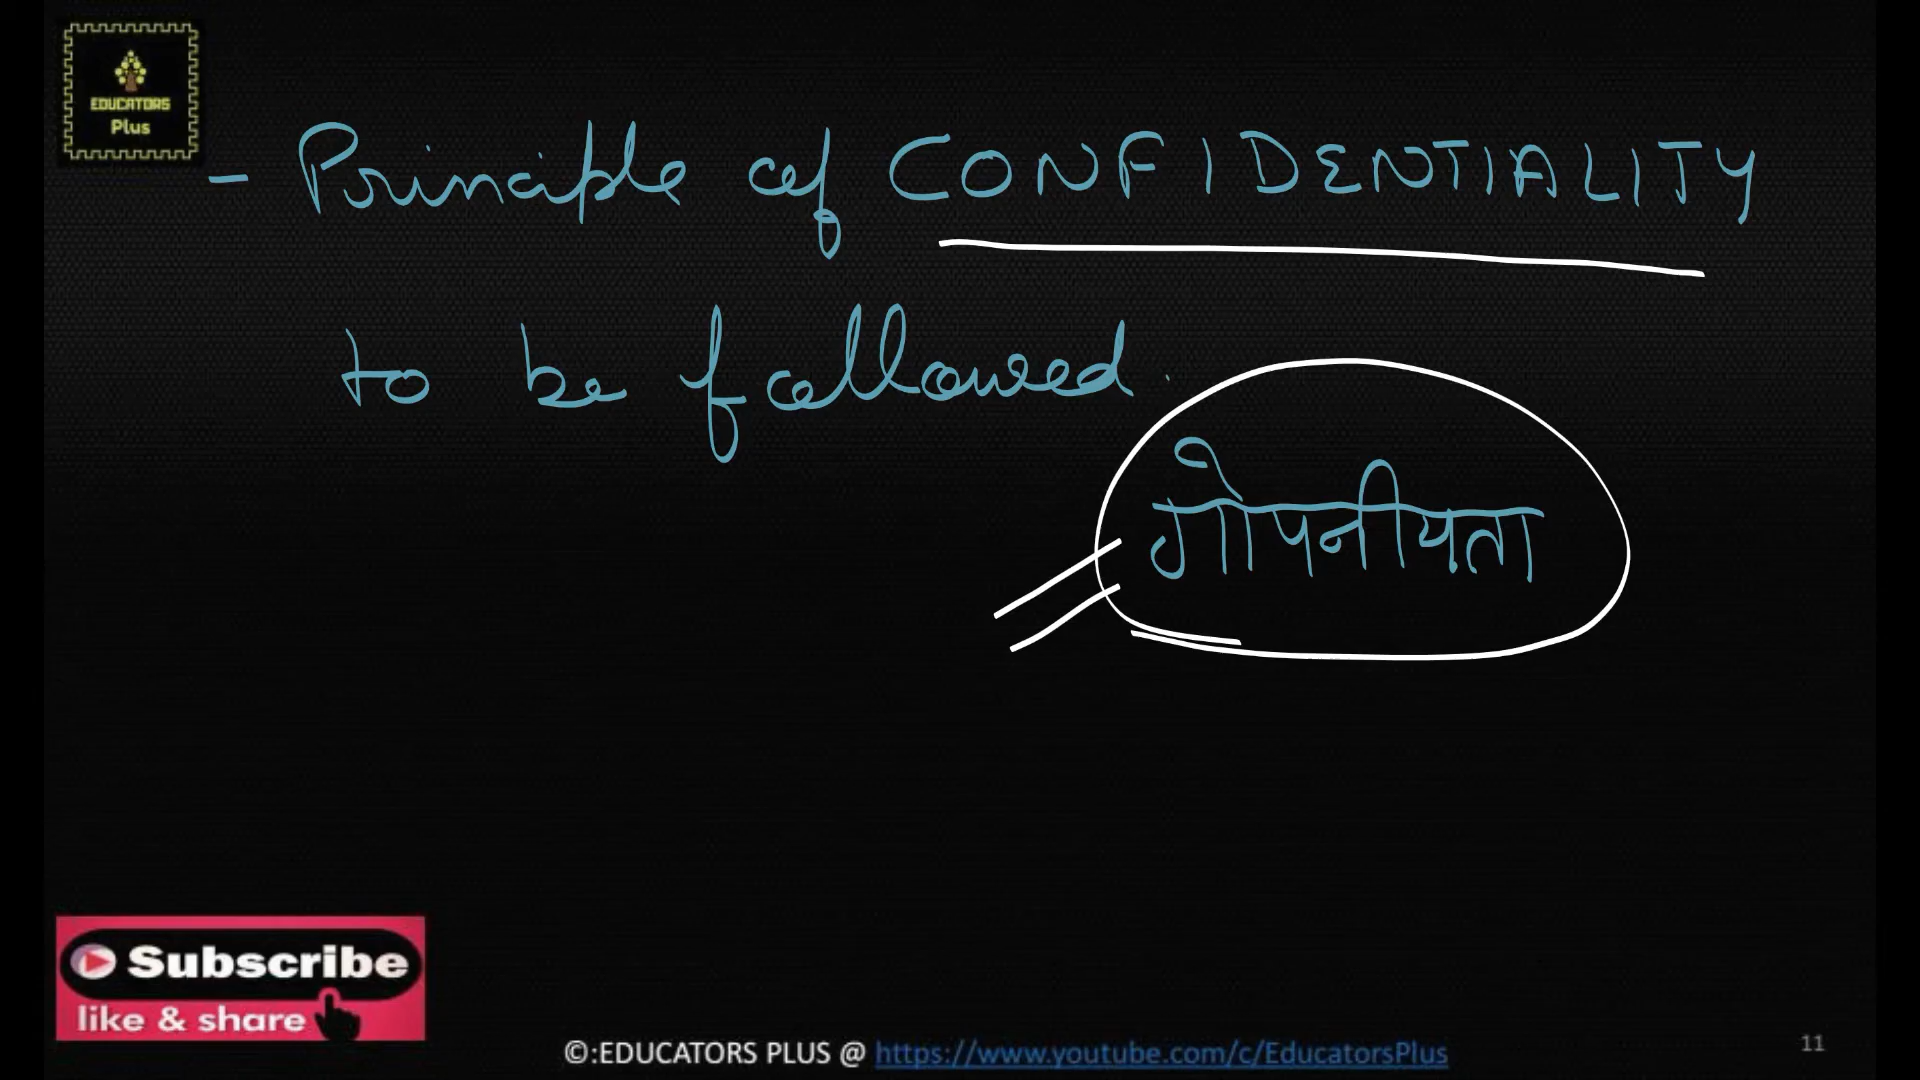 EDUCATORS
Plus
- Principle of CONFIDENTIALITY
to be followed.
गोपनीयता
Subscribe
like & share
©:EDUCATORS PLUS @ https://www.youtube.com/c/EducatorsPlus
11